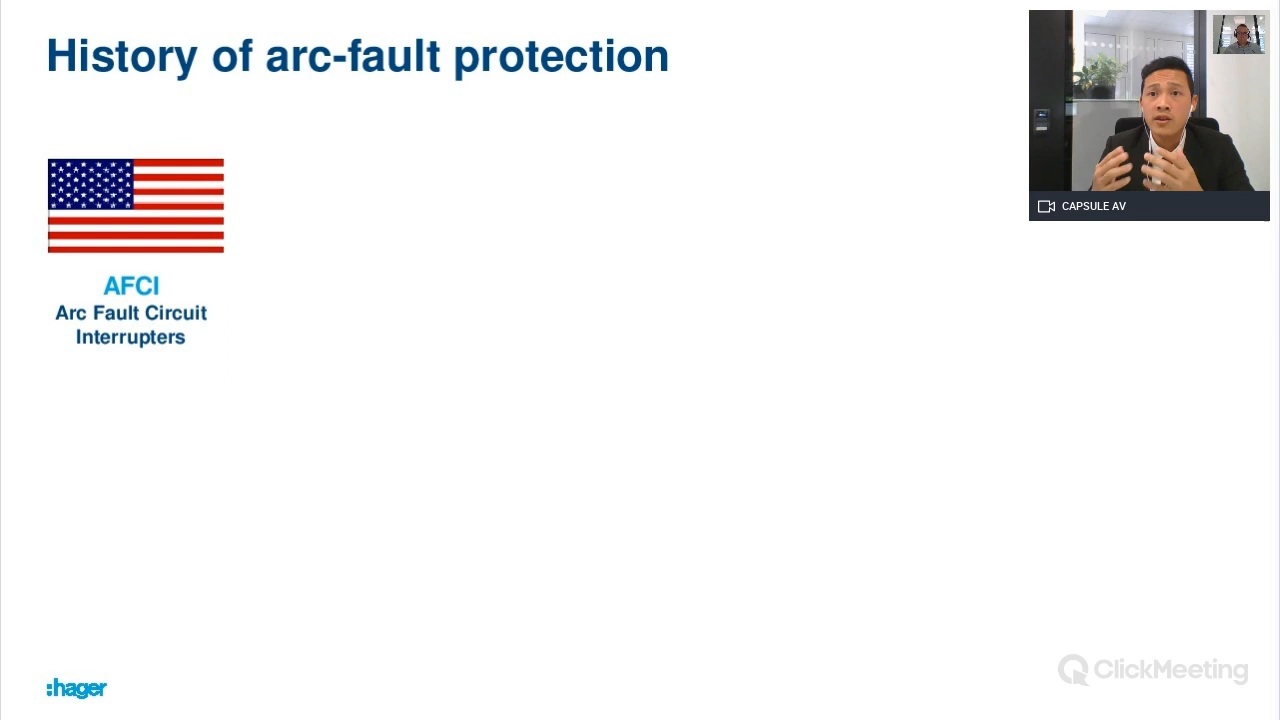 History of arc-fault protection
CAPSULE AV
AFCI
Arc Fault Circuit
Interrupters
:hager
ClickMeeting